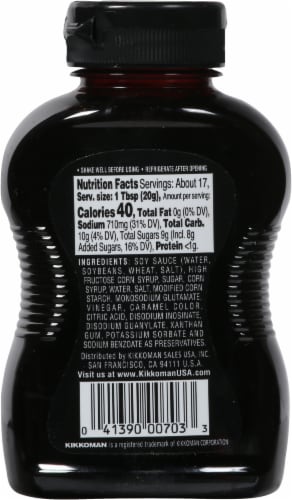 • SHAKE WELL BEFORE USING • REFRIGERATE AFTER OPENING
Nutrition Facts Servings: About 17,
Serv. size: 1 Tbsp (20g), Amount per serving:
Calories 40, Total Fat 0g (0% DV),
Sodium 710mg (31% DV), Total Carb.
10g (4% DV), Total Sugars 9g (Incl. 8g
Added Sugars, 16% DV), Protein <1g.
INGREDIENTS: SOY SAUCE (WATER,
SOYBEANS, WHEAT, SALT), HIGH
FRUCTOSE CORN SYRUP, SUGAR, CORN
SYRUP, WATER, SALT, MODIFIED CORN
STARCH, MONOSODIUM GLUTAMATE,
VINEGAR, CARAMEL COLOR,
CITRIC ACID, DISODIUM INOSINATE,
DISODIUM GUANYLATE, XANTHAN
GUM, POTASSIUM SORBATE AND
SODIUM BENZOATE AS PRESERVATIVES.
Distributed by KIKKOMAN SALES USA, INC.
SAN FRANCISCO, CA 94111 U.S.A.
Visit us at www.KikkomanUSA.com
0 41390 00703 3
KIKKOMAN is a registered trademark of KIKKOMAN CORPORATION